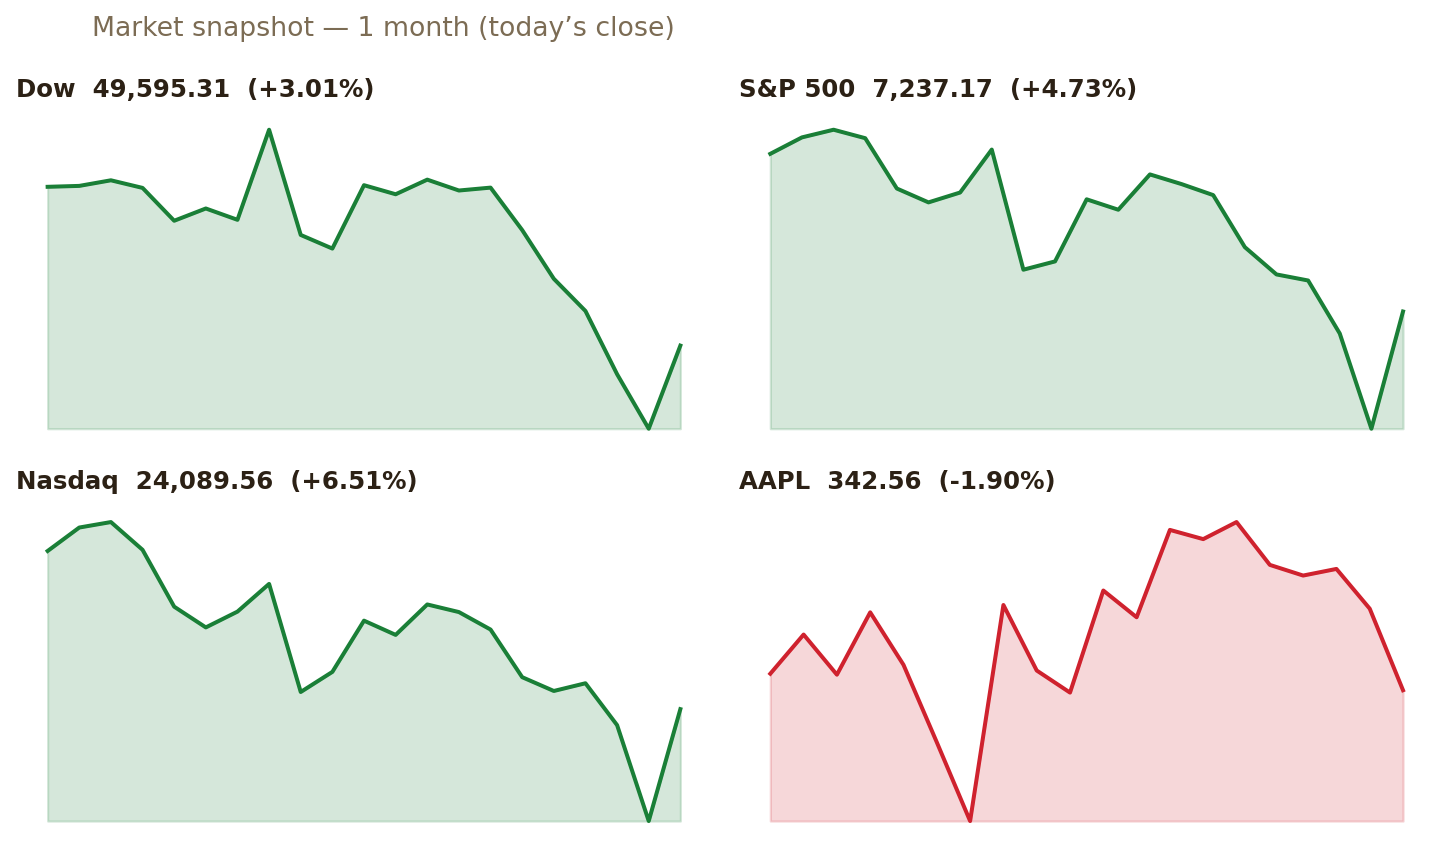 Market snapshot — 1 month (today’s close)
Dow  49,595.31  (+3.01%)
S&P 500  7,237.17  (+4.73%)
Nasdaq  24,089.56  (+6.51%)
AAPL  342.56  (-1.90%)